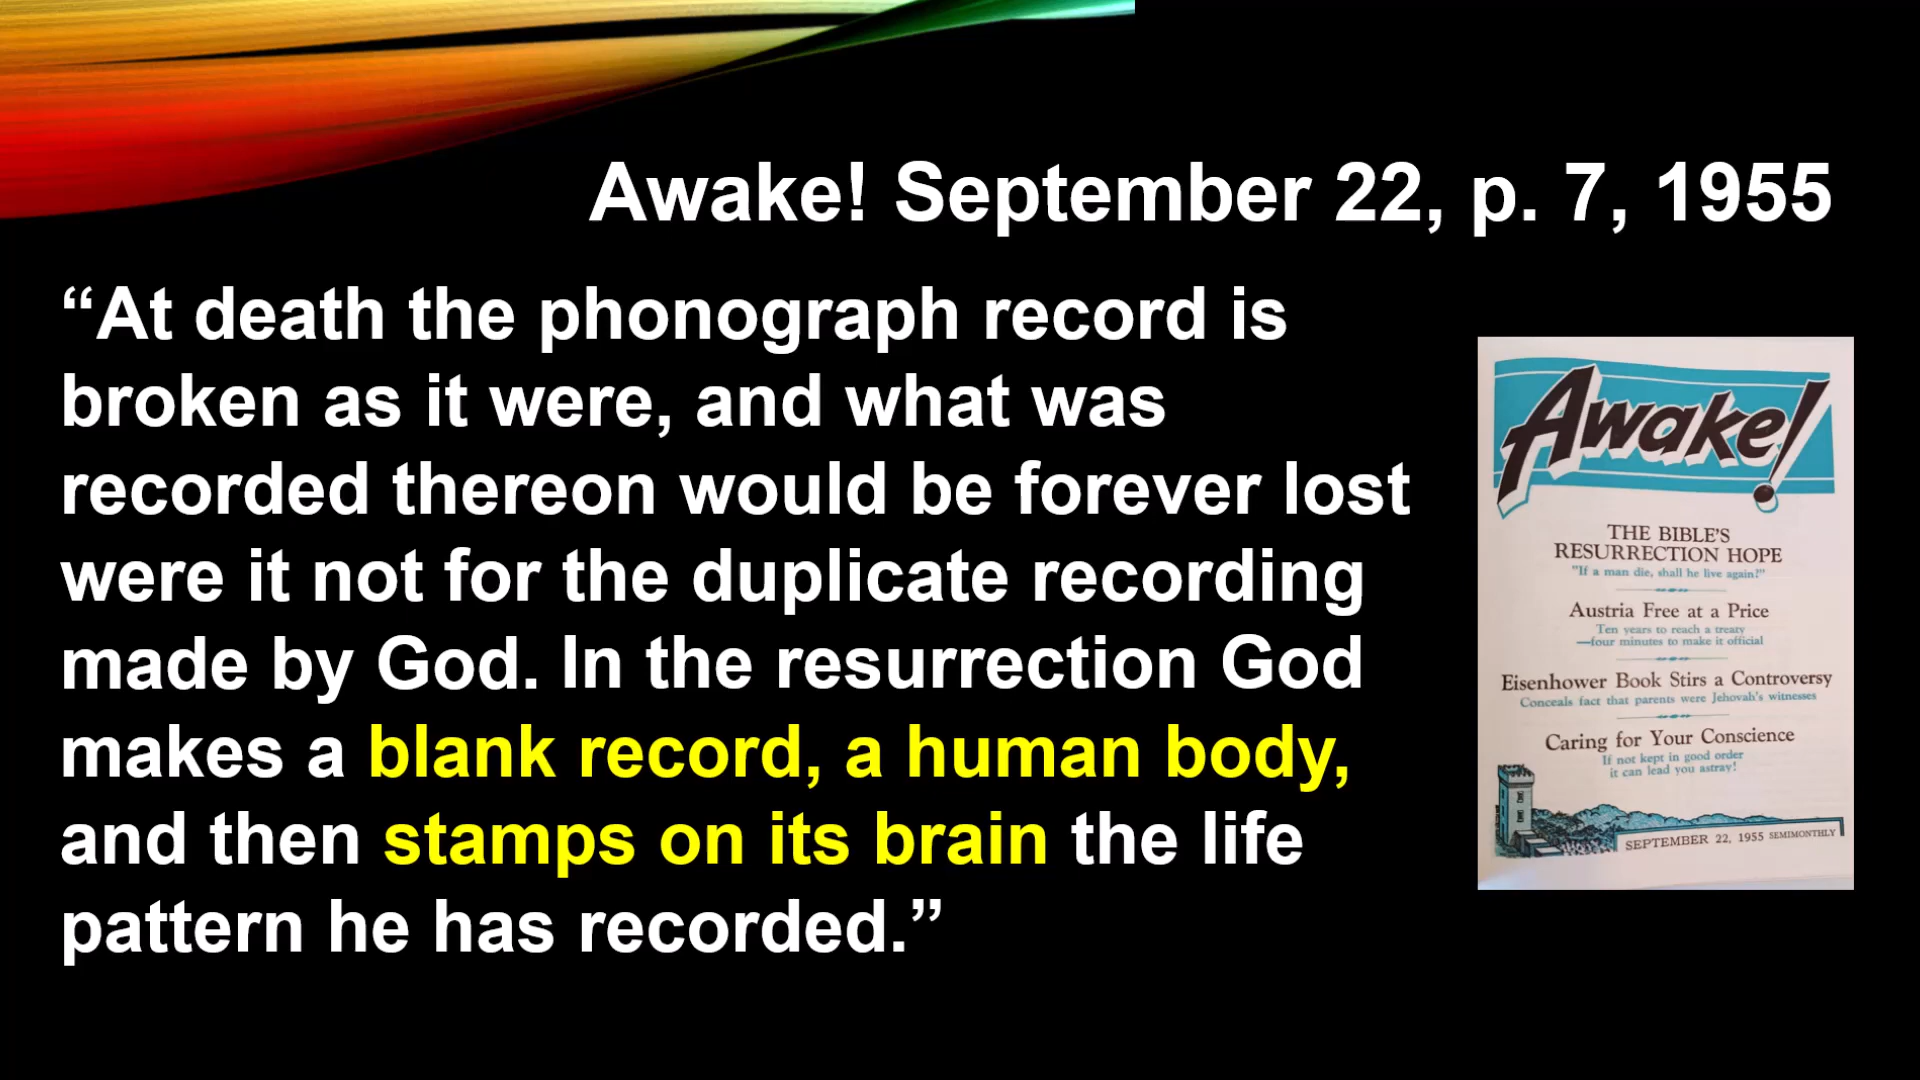 Awake! September 22, p. 7, 1955
“At death the phonograph record is
broken as it were, and what was
recorded thereon would be forever lost
were it not for the duplicate recording
made by God. In the resurrection God
makes a blank record, a human body,
and then stamps on its brain the life
pattern he has recorded.”
Awake!
THE BIBLE'S
RESURRECTION HOPE
"If a man die, shall he live again?"
Austria Free at a Price
Ten years to reach a treaty
—four minutes to make it official
Eisenhower Book Stirs a Controversy
Conceals fact that parents were Jehovah's witnesses
Caring for Your Conscience
If not kept in good order
it can lead you astray!
SEPTEMBER 22, 1955 SEMIMONTHLY